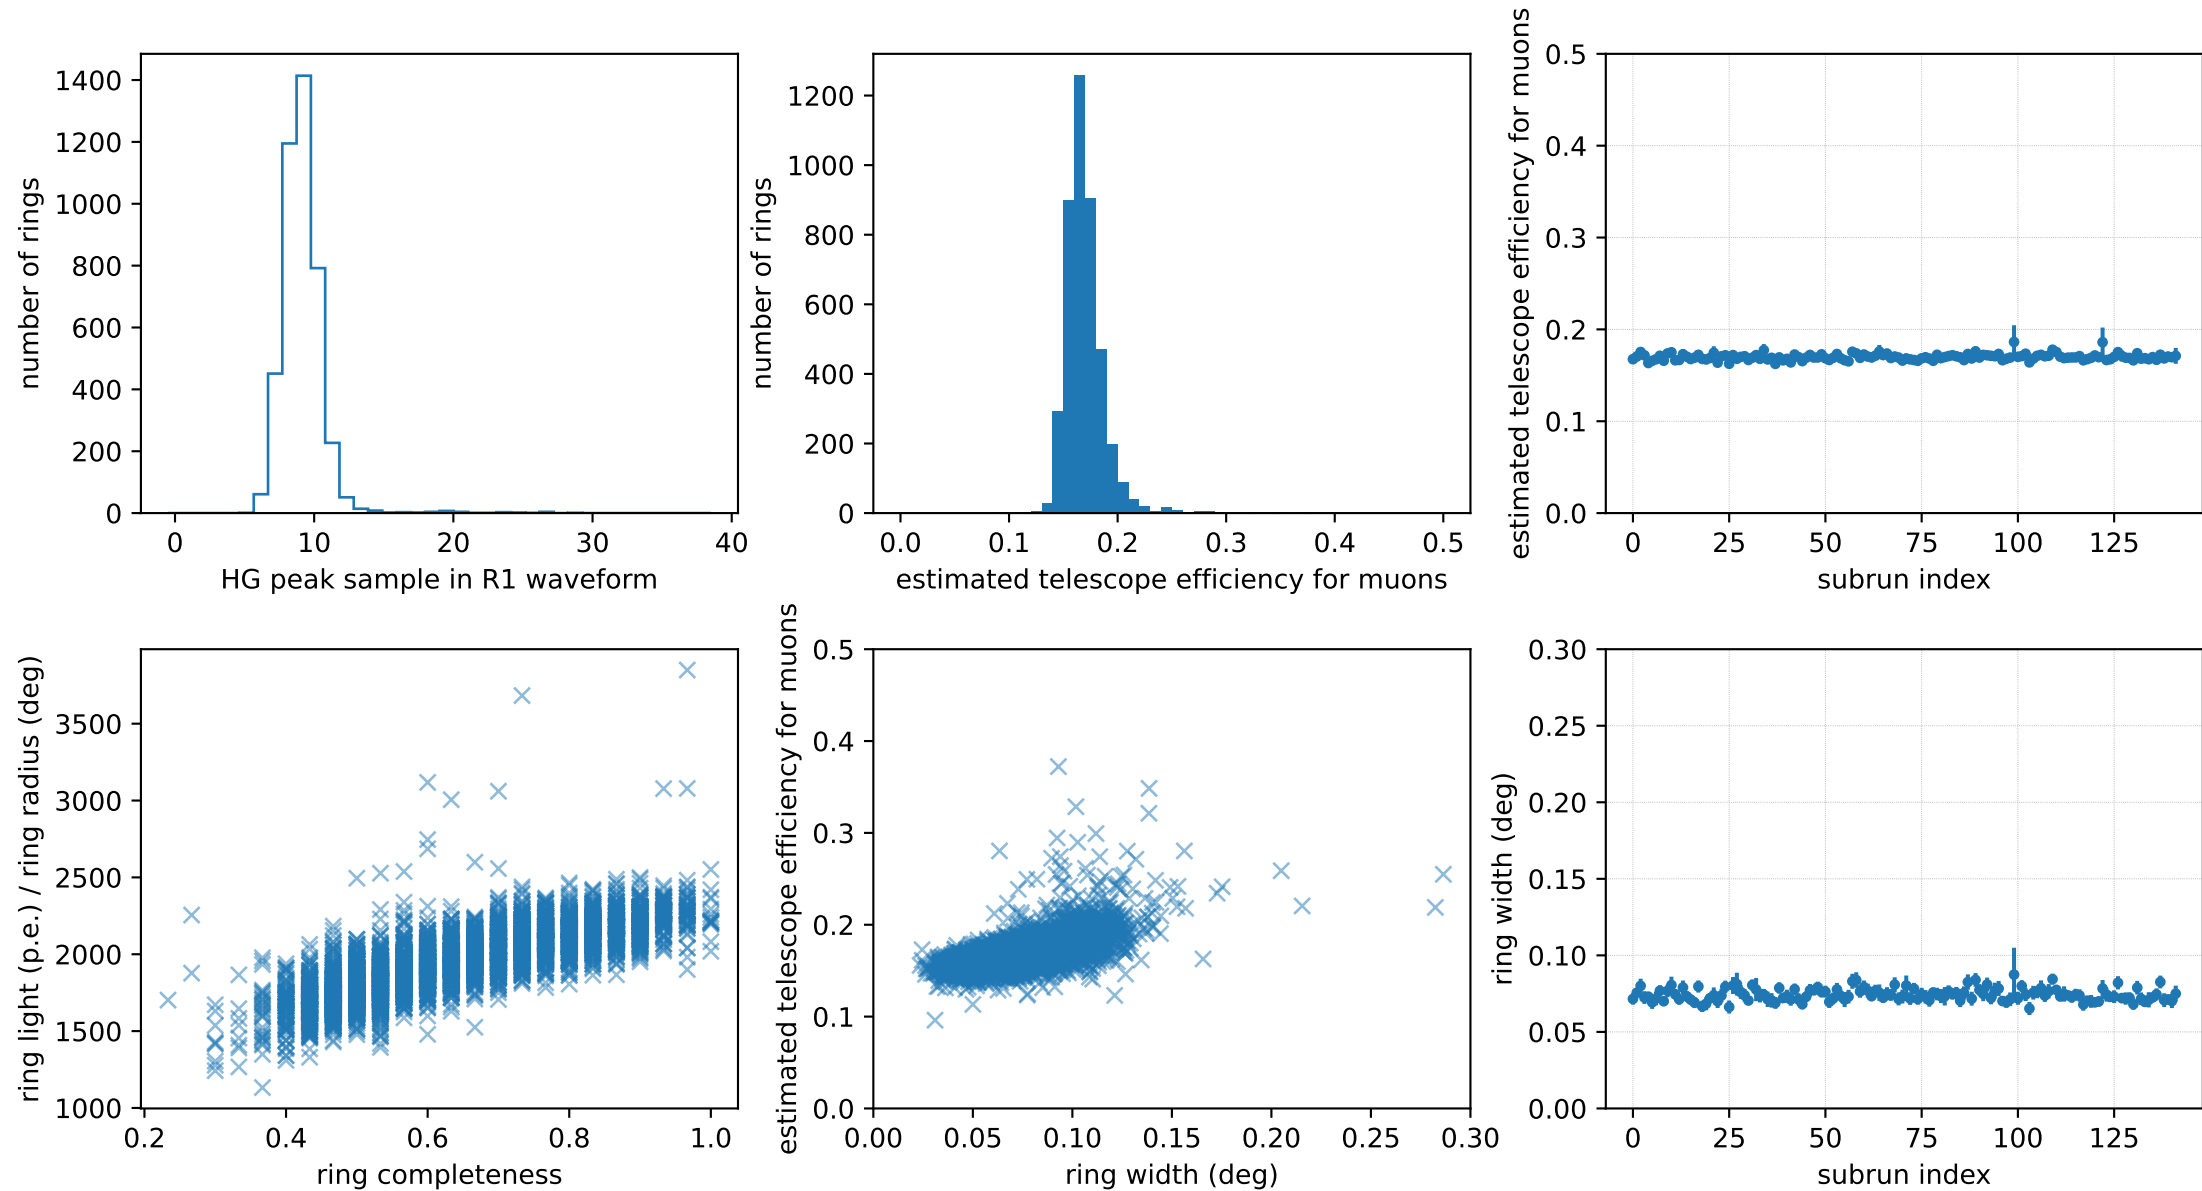 number of rings
1400
1200
1000
800
600
400
200
0
0 10 20 30 40
HG peak sample in R1 waveform
number of rings
1200
1000
800
600
400
200
0
0.0 0.1 0.2 0.3 0.4 0.5
estimated telescope efficiency for muons
estimated telescope efficiency for muons
0.5
0.4
0.3
0.2
0.1
0.0
0 25 50 75 100 125
subrun index
ring light (p.e.) / ring radius (deg)
3500
3000
2500
2000
1500
1000
0.2 0.4 0.6 0.8 1.0
ring completeness
estimated telescope efficiency for muons
0.5
0.4
0.3
0.2
0.1
0.0
0.00 0.05 0.10 0.15 0.20 0.25 0.30
ring width (deg)
ring width (deg)
0.30
0.25
0.20
0.15
0.10
0.05
0.00
0 25 50 75 100 125
subrun index